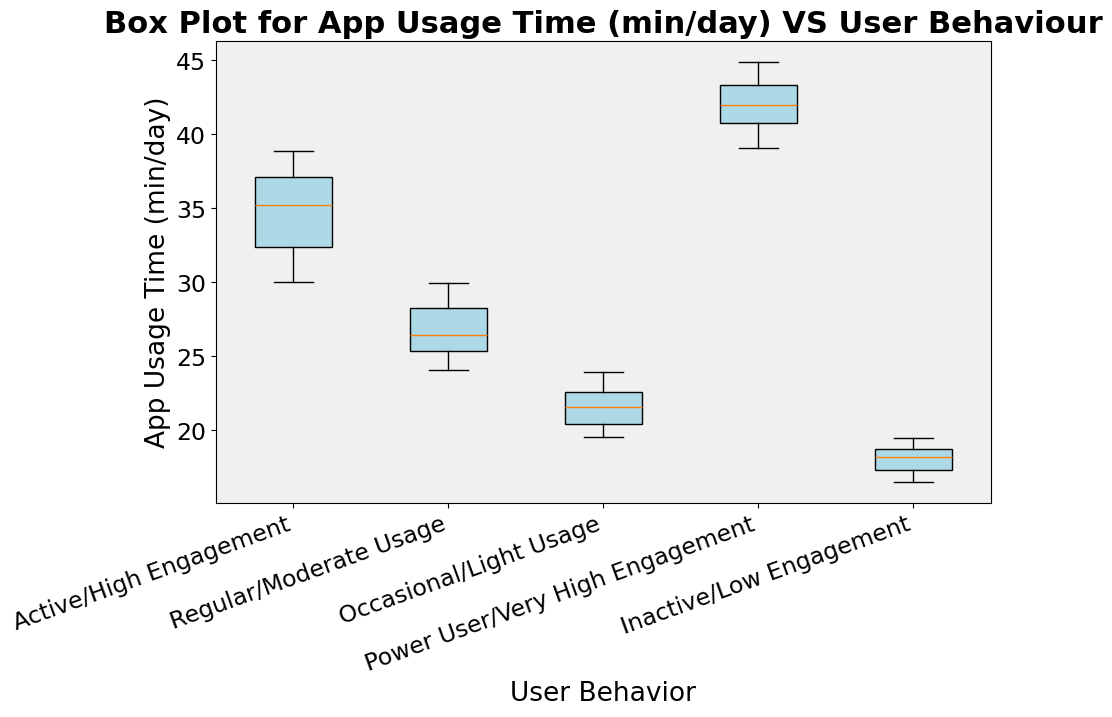 Box Plot for App Usage Time (min/day) VS User Behaviour
App Usage Time (min/day)
45
40
35
30
25
20
Active/High Engagement
Regular/Moderate Usage
Occasional/Light Usage
Power User/Very High Engagement
Inactive/Low Engagement
User Behavior